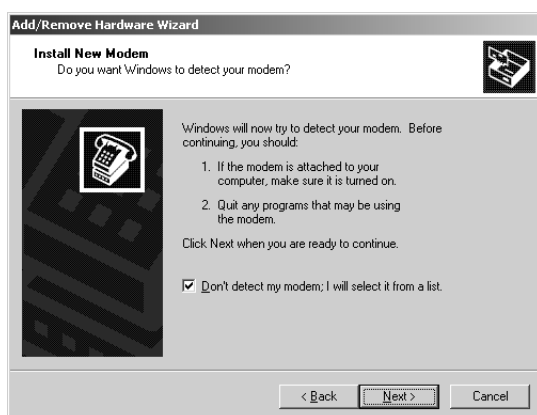 Add/Remove Hardware Wizard
Install New Modem
Do you want Windows to detect your modem?
Windows will now try to detect your modem. Before
continuing, you should:
1. If the modem is attached to your
computer, make sure it is turned on.
2. Quit any programs that may be using
the modem.
Click Next when you are ready to continue.
Don't detect my modem; I will select it from a list.
< Back Next > Cancel